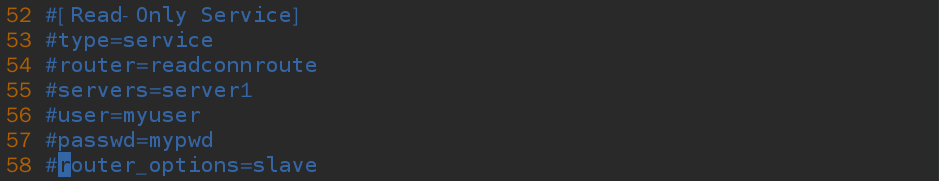 52 #[Read-Only Service]
53 #type=service
54 #router=readconnroute
55 #servers=server1
56 #user=myuser
57 #passwd=mypwd
58 #router_options=slave